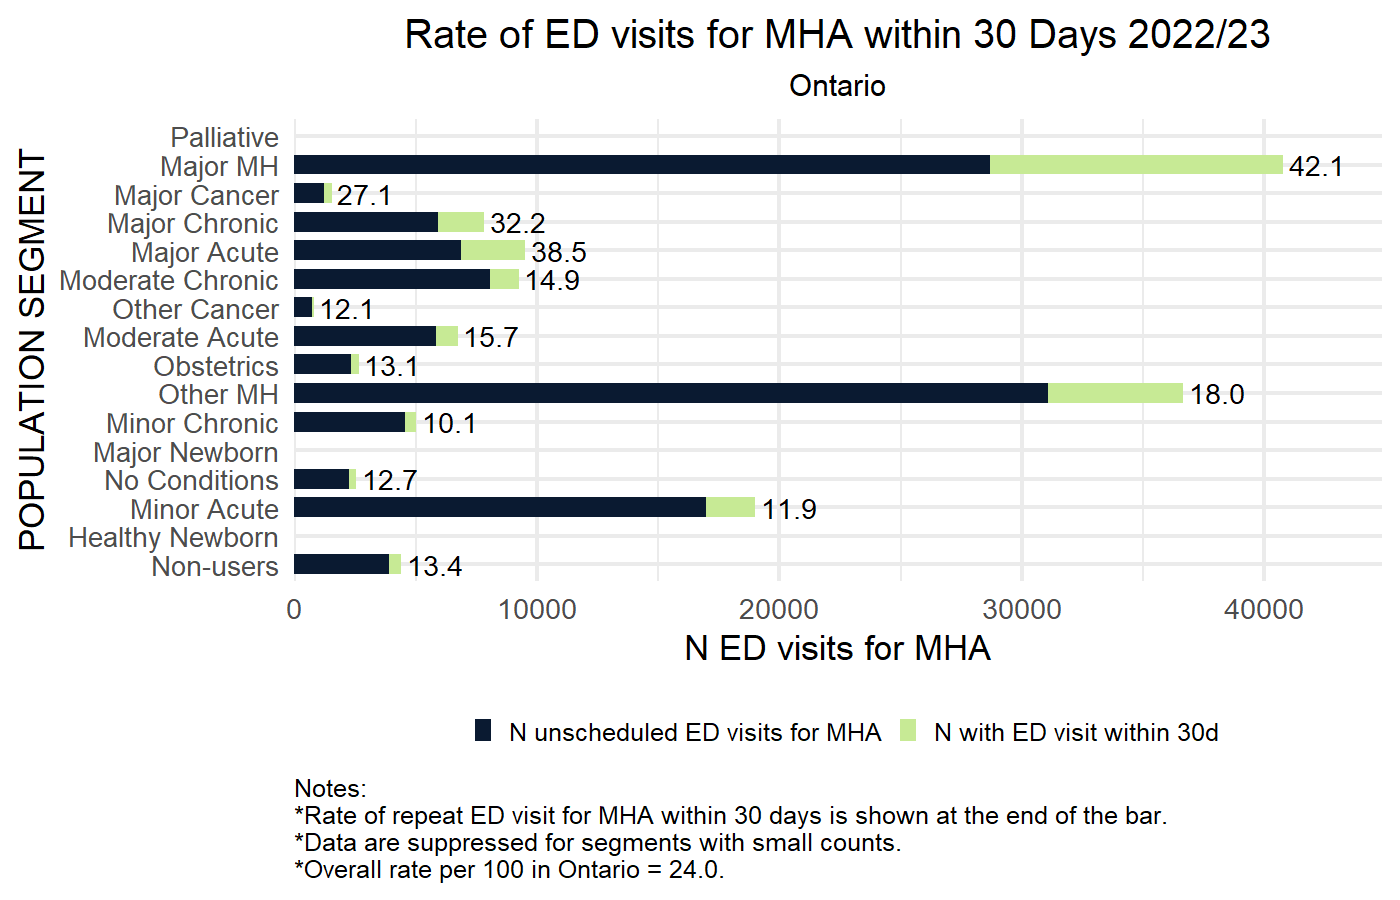 Rate of ED visits for MHA within 30 Days 2022/23
Ontario
POPULATION SEGMENT
Palliative
Major MH 42.1
Major Cancer 27.1
Major Chronic 32.2
Major Acute 38.5
Moderate Chronic 14.9
Other Cancer 12.1
Moderate Acute 15.7
Obstetrics 13.1
Other MH 18.0
Minor Chronic 10.1
Major Newborn
No Conditions 12.7
Minor Acute 11.9
Healthy Newborn
Non-users 13.4
0 10000 20000 30000 40000
N ED visits for MHA
N unscheduled ED visits for MHA N with ED visit within 30d
Notes:
*Rate of repeat ED visit for MHA within 30 days is shown at the end of the bar.
*Data are suppressed for segments with small counts.
*Overall rate per 100 in Ontario = 24.0.